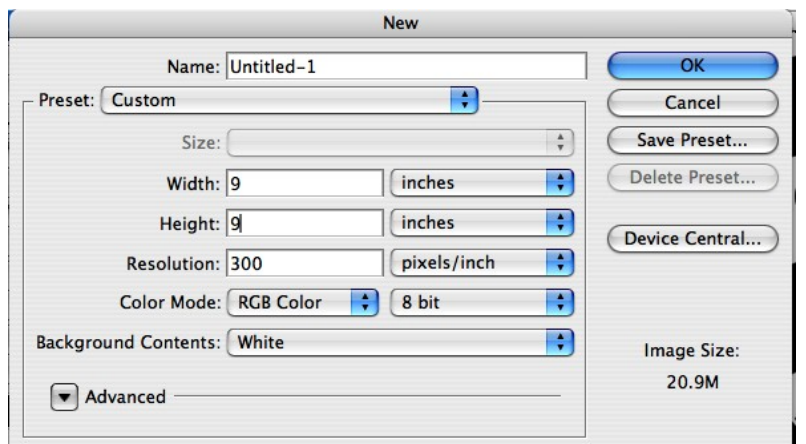 New
Name: Untitled-1
OK
Preset: Custom
Cancel
Size:
Save Preset...
Width: 9 inches
Delete Preset...
Height: 9 inches
Device Central...
Resolution: 300 pixels/inch
Color Mode: RGB Color 8 bit
Background Contents: White
Image Size:
20.9M
Advanced